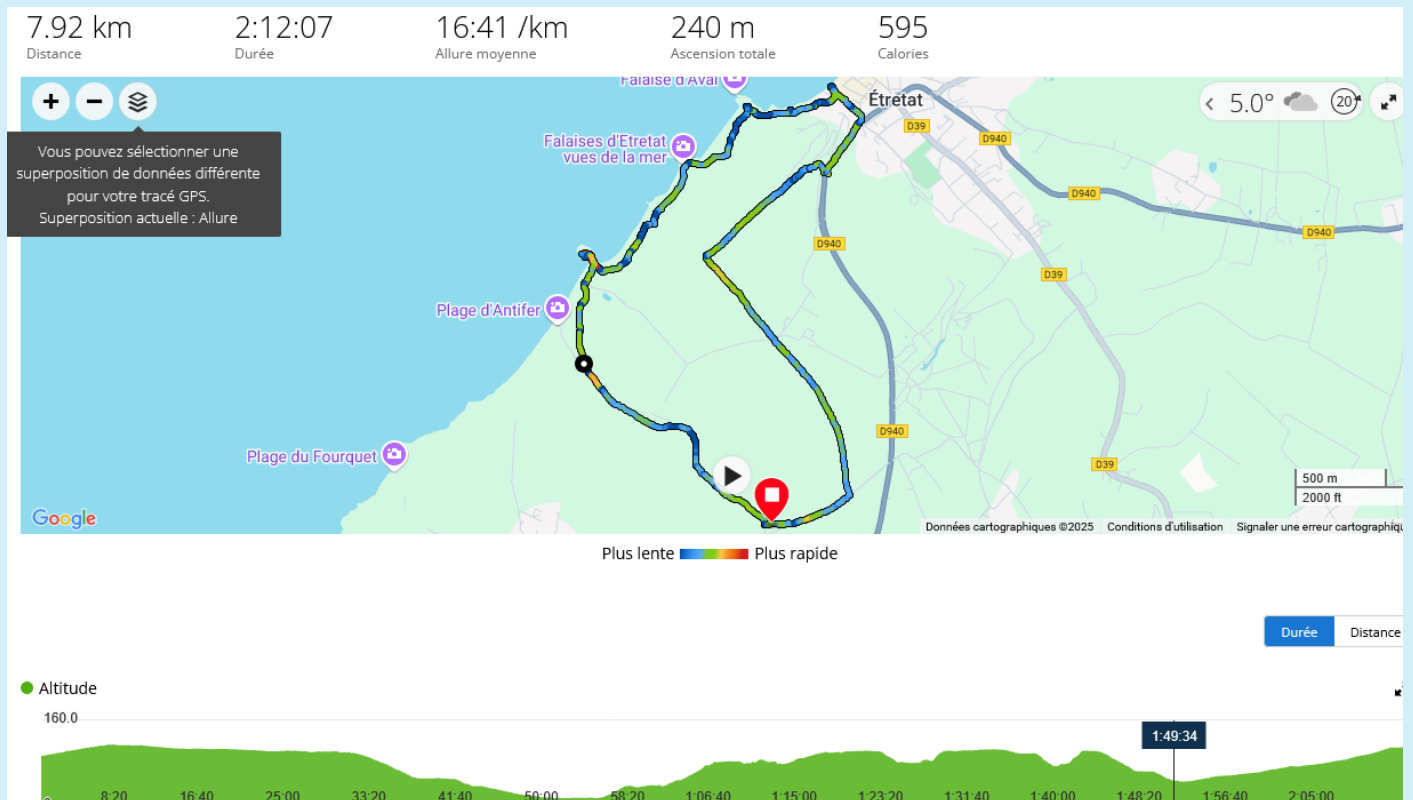 7.92 km
Distance
2:12:07
Durée
16:41 /km
Allure moyenne
240 m
Ascension totale
595
Calories
Falaise d'Aval
Étretat
5.0°
20
Vous pouvez sélectionner une
superposition de données différente
pour votre tracé GPS.
Superposition actuelle : Allure
Falaises d'Etretat
vues de la mer
D39
D940
D940
D940
D940
D39
Plage d'Antifer
D940
Plage du Fourquet
D39
500 m
2000 ft
Google
Données cartographiques ©2025
Conditions d'utilisation
Signaler une erreur cartographiqu
Plus lente
Plus rapide
Durée
Distance
Altitude
160.0
1:49:34
8:20
16:40
25:00
33:20
41:40
50:00
58:20
1:06:40
1:15:00
1:23:20
1:31:40
1:40:00
1:48:20
1:56:40
2:05:00